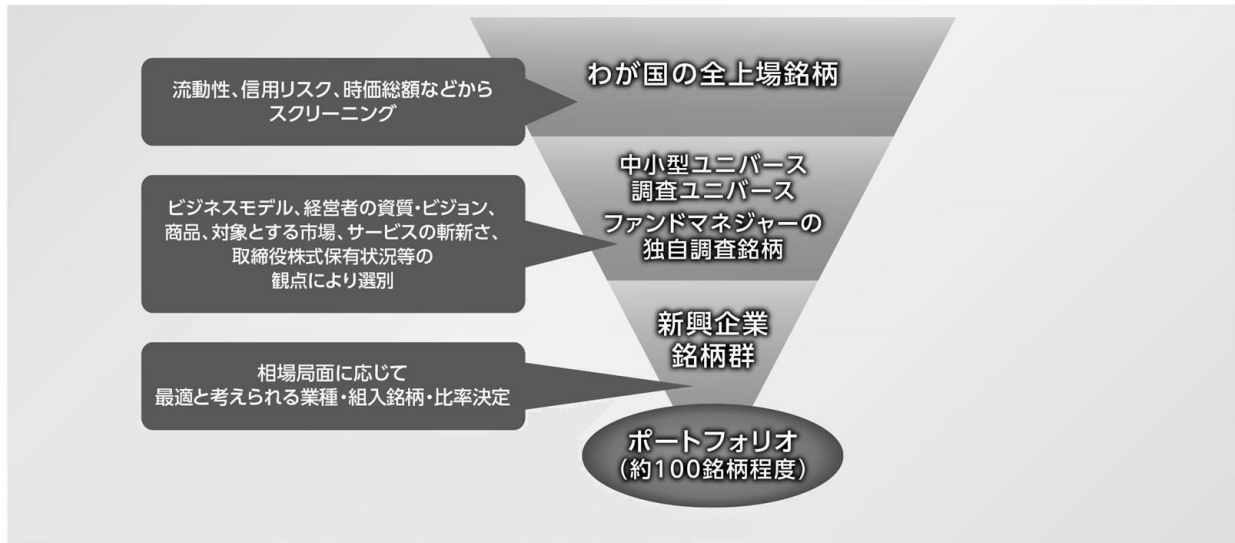 わが国の全上場銘柄
流動性、信用リスク、時価総額などから
スクリーニング
中小型ユニバース
調査ユニバース
ファンドマネジャーの
独自調査銘柄
ビジネスモデル、経営者の資質・ビジョン、
商品、対象とする市場、サービスの斬新さ、
取締役株式保有状況等の
観点により選別
新興企業
銘柄群
相場局面に応じて
最適と考えられる業種・組入銘柄・比率決定
ポートフォリオ
（約100銘柄程度）